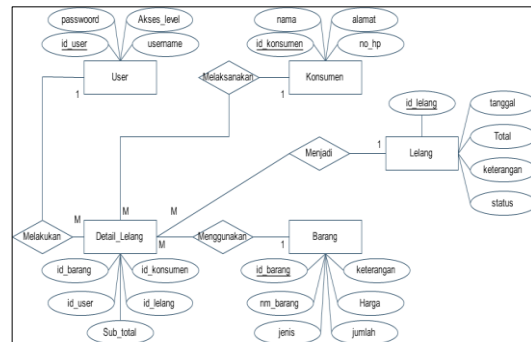 passwoord
Akses_level
id_user
username
User
1
nama
alamat
id_konsumen
no_hp
Melaksanakan
1
Konsumen
id_lelang
tanggal
Total
keterangan
status
Menjadi
1
Lelang
Melakukan
M
M
M
M
Detail_Lelang
Menggunakan
1
Barang
id_barang
id_konsumen
id_user
id_lelang
Sub_total
id_barang
keterangan
nm_barang
Harga
jenis
jumlah